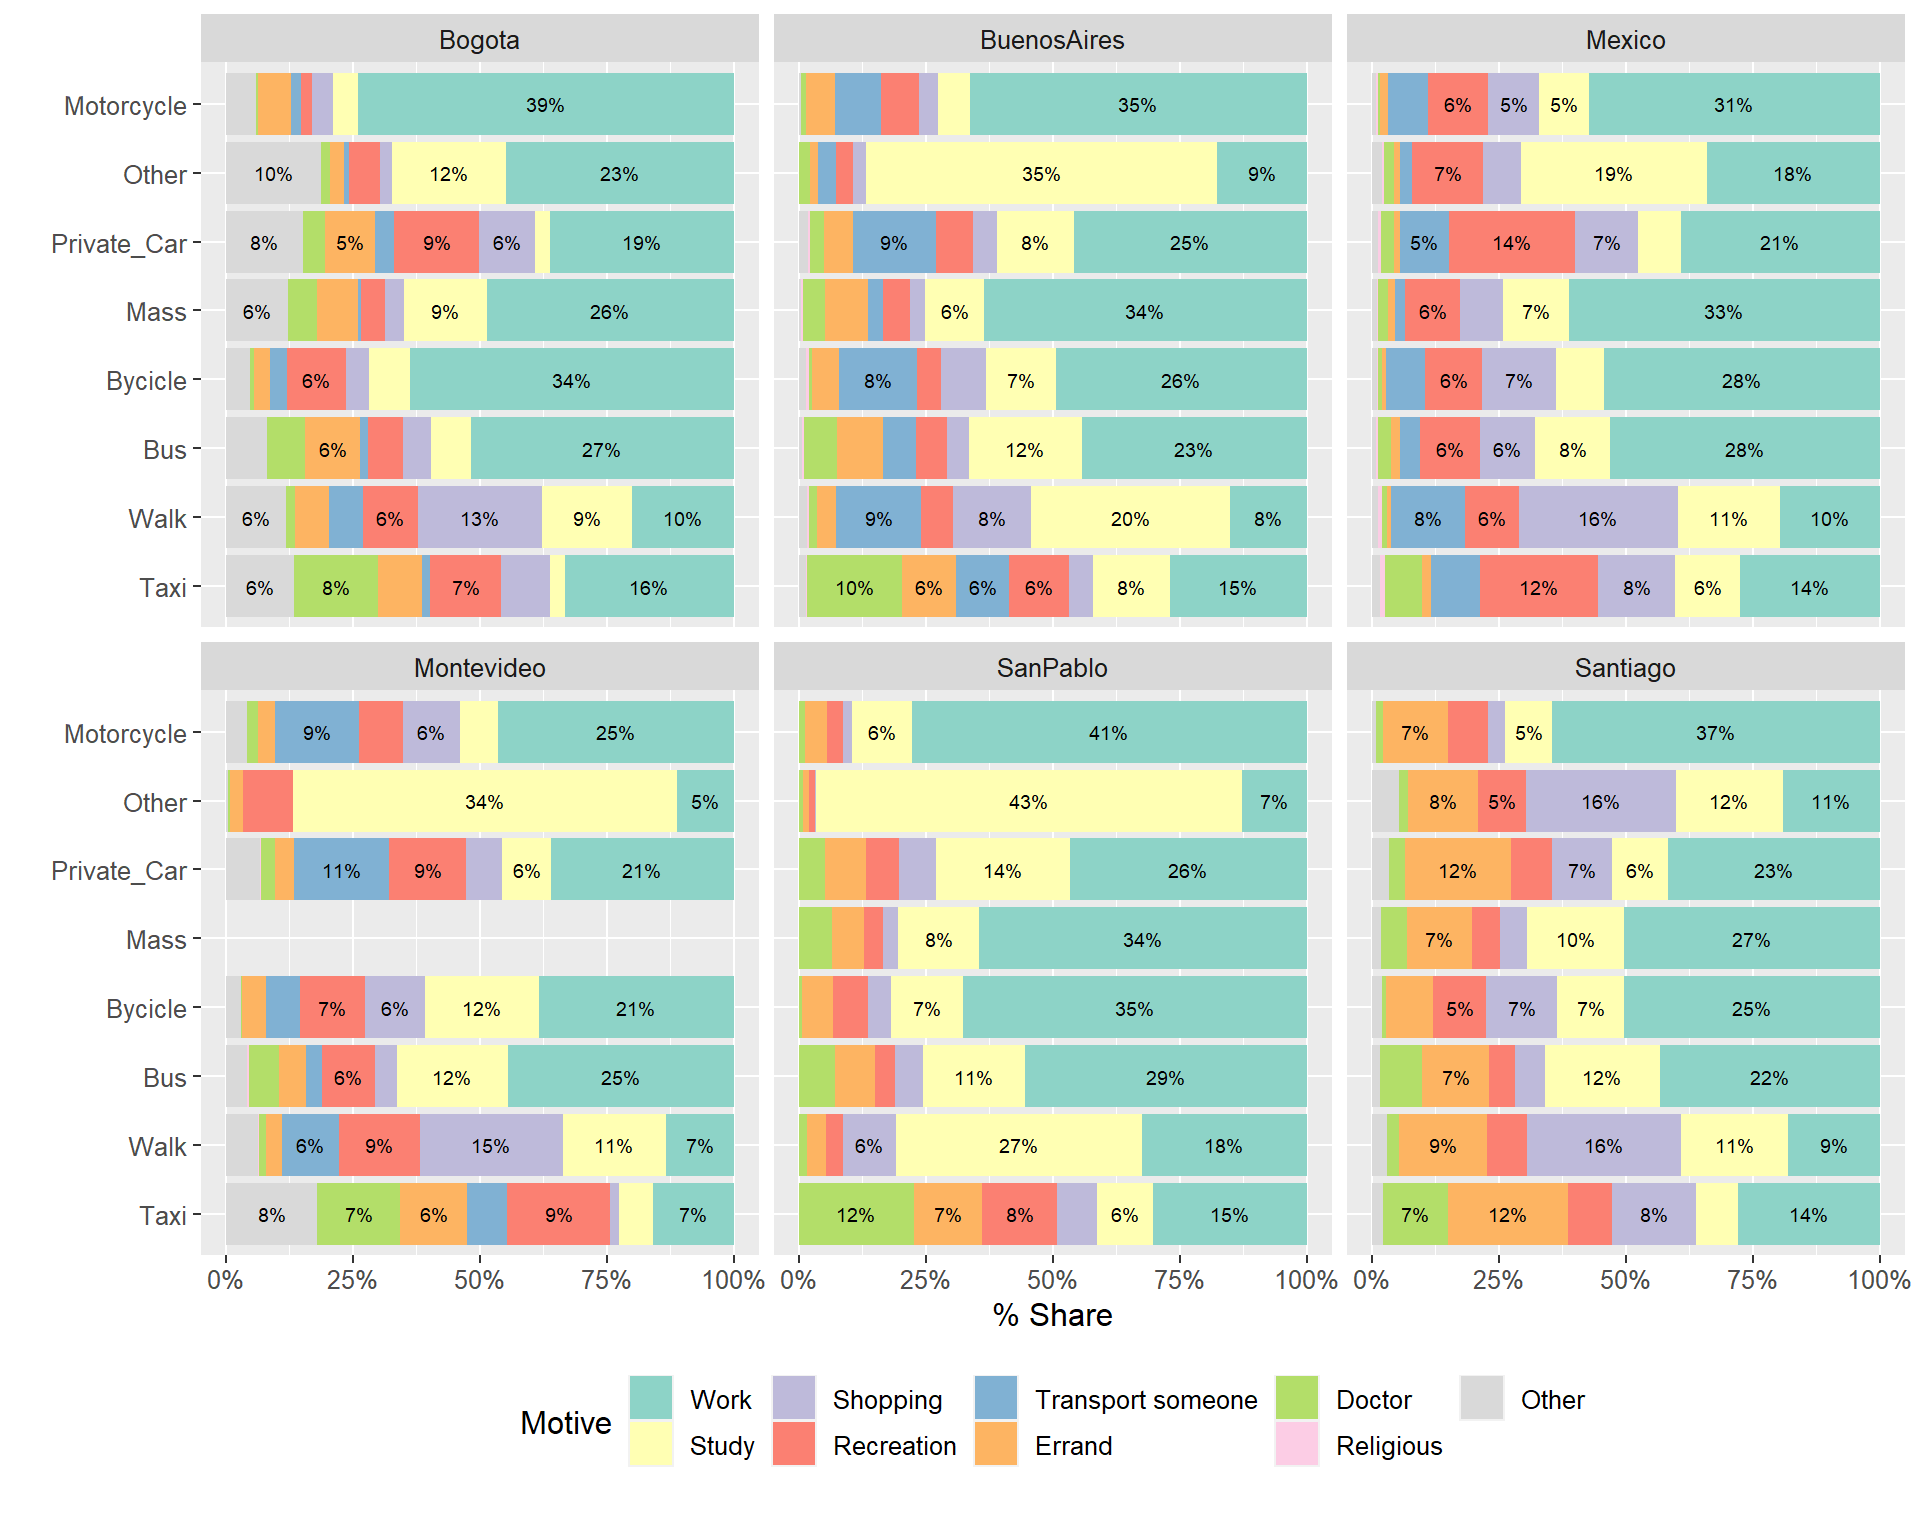 Bogota BuenosAires Mexico
Motorcycle 39% 35% 6% 5% 5% 31%
Other 10% 12% 23% 35% 9% 7% 19% 18%
Private_Car 8% 5% 9% 6% 19% 9% 8% 25% 5% 14% 7% 21%
Mass 6% 9% 26% 6% 34% 6% 7% 33%
Bycicle 6% 34% 8% 7% 26% 6% 7% 28%
Bus 6% 27% 12% 23% 6% 6% 8% 28%
Walk 6% 6% 13% 9% 10% 9% 8% 20% 8% 8% 6% 16% 11% 10%
Taxi 6% 8% 7% 16% 10% 6% 6% 6% 8% 15% 12% 8% 6% 14%
Montevideo SanPablo Santiago
Motorcycle 9% 6% 25% 6% 41% 7% 5% 37%
Other 34% 5% 43% 7% 8% 5% 16% 12% 11%
Private_Car 11% 9% 6% 21% 14% 26% 12% 7% 6% 23%
Mass 8% 34% 7% 10% 27%
Bycicle 7% 6% 12% 21% 7% 35% 5% 7% 7% 25%
Bus 6% 12% 25% 11% 29% 7% 12% 22%
Walk 6% 9% 15% 11% 7% 6% 27% 18% 9% 16% 11% 9%
Taxi 8% 7% 6% 9% 7% 12% 7% 8% 6% 15% 7% 12% 8% 14%
0% 25% 50% 75% 100% 0% 25% 50% 75% 100% 0% 25% 50% 75% 100%
% Share
Motive
Work Shopping Transport someone Doctor Other
Study Recreation Errand Religious